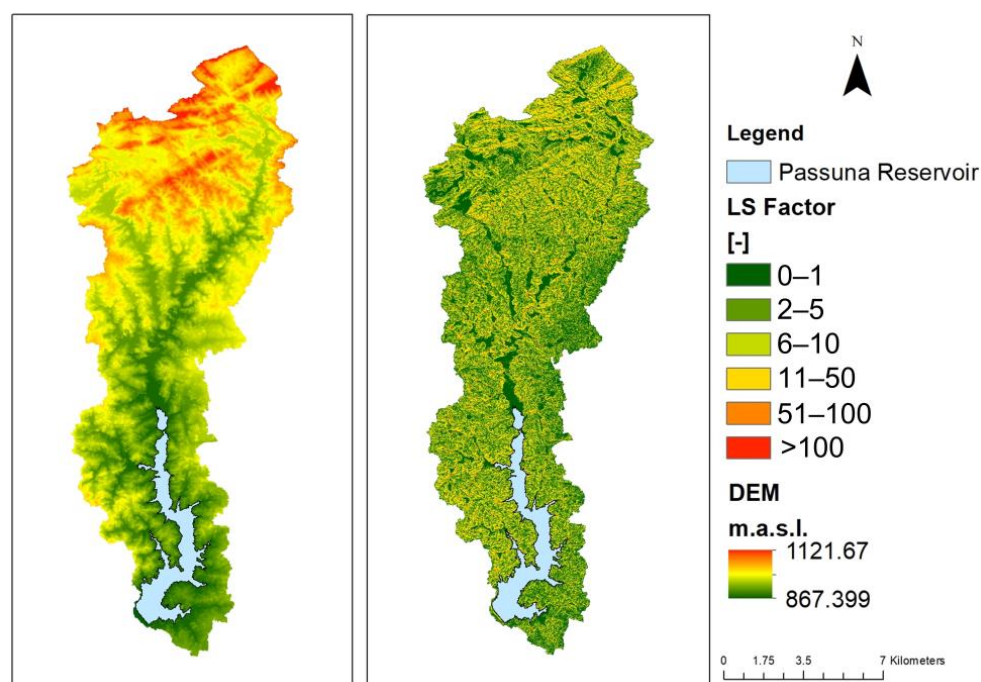 N
Legend
Passuna Reservoir
LS Factor
[-]
0–1
2–5
6–10
11–50
51–100
>100
DEM
m.a.s.l.
1121.67
867.399
0 1.75 3.5 7 Kilometers